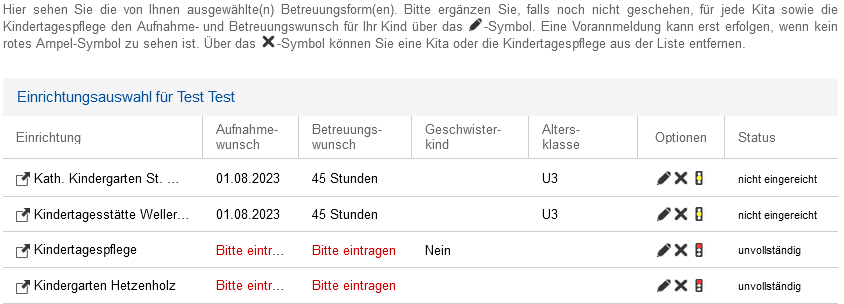 Hier sehen Sie die von Ihnen ausgewählte(n) Betreuungsform(en). Bitte ergänzen Sie, falls noch nicht geschehen, für jede Kita sowie die
Kindertagespflege den Aufnahme- und Betreuungswunsch für Ihr Kind über das -Symbol. Eine Vorannmeldung kann erst erfolgen, wenn kein
rotes Ampel-Symbol zu sehen ist. Über das -Symbol können Sie eine Kita oder die Kindertagespflege aus der Liste entfernen.
Einrichtungsauswahl für Test Test
Einrichtung Aufnahme- Betreuungs- Geschwister- Alters- Optionen Status
wunsch wunsch kind klasse
Kath. Kindergarten St. ... 01.08.2023 45 Stunden U3 nicht eingereicht
Kindertagesstätte Weller... 01.08.2023 45 Stunden U3 nicht eingereicht
Kindertagespflege Bitte eintr... Bitte eintragen Nein unvollständig
Kindergarten Hetzenholz Bitte eintr... Bitte eintragen unvollständig